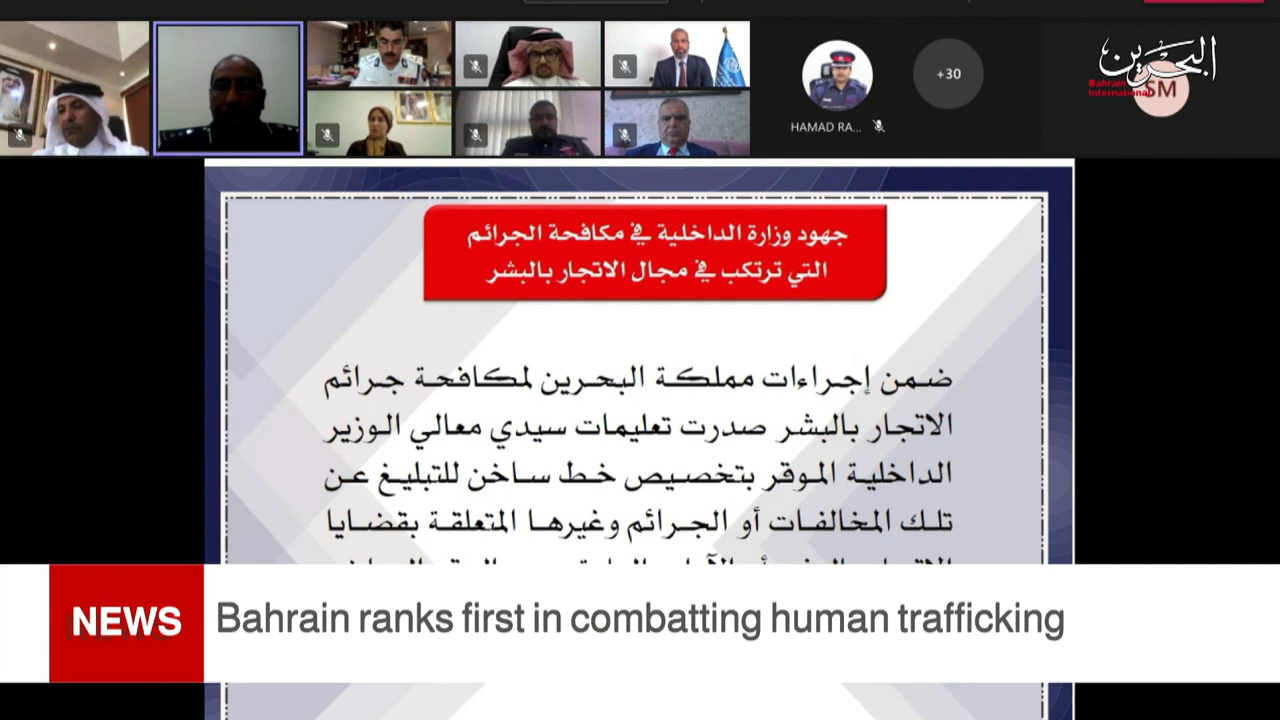 +30
البحرين
Bahrain
International
SM
HAMAD RA...
جهود وزارة الداخلية في مكافحة الجرائم
التي ترتكب في مجال الاتجار بالبشر
ضمن إجراءات مملكة البحرين لمكافحة جرائم
الاتجار بالبشر صدرت تعليمات سيدي معالي الوزير
الداخلية الموقر بتخصيص خط ساخن للتبليغ عن
تلك المخالفات أو الجرائم وغيرها المتعلقة بقضايا
NEWS
Bahrain ranks first in combatting human trafficking